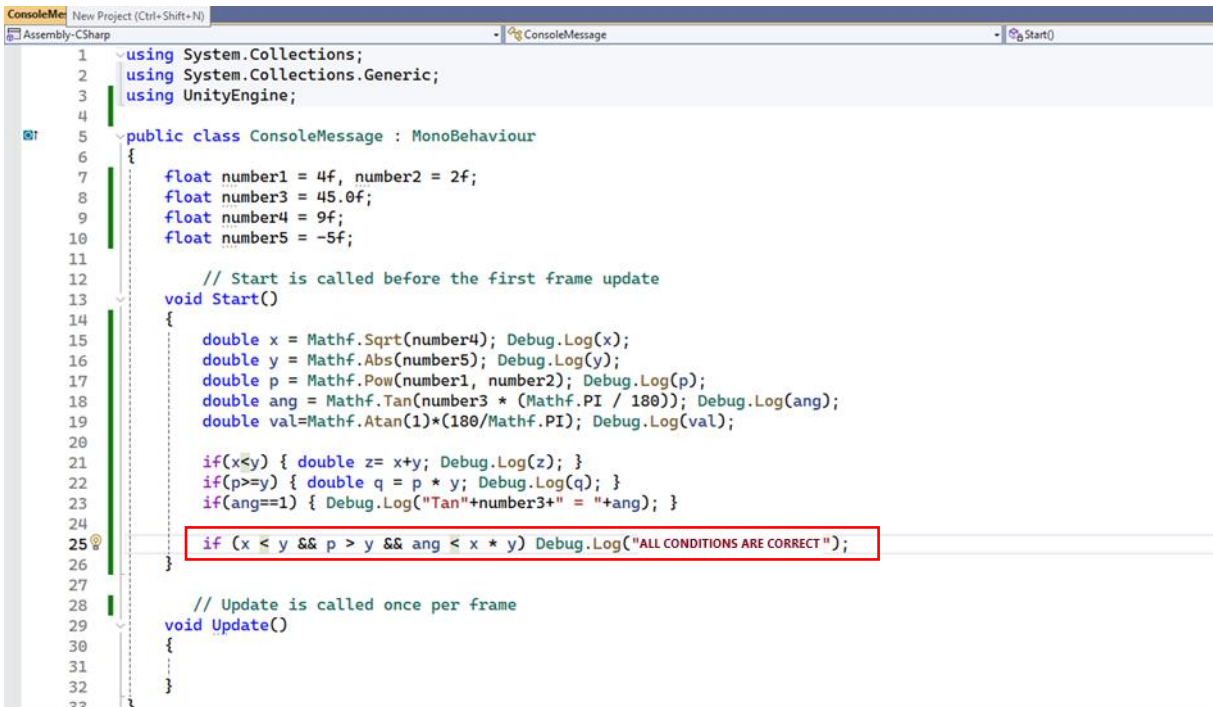 ConsoleMes New Project (Ctrl+Shift+N)
Assembly-CSharp ConsoleMessage Start()
1 using System.Collections;
2 using System.Collections.Generic;
3 using UnityEngine;
4
5 public class ConsoleMessage : MonoBehaviour
6 {
7 float number1 = 4f, number2 = 2f;
8 float number3 = 45.0f;
9 float number4 = 9f;
10 float number5 = -5f;
11
12 // Start is called before the first frame update
13 void Start()
14 {
15 double x = Mathf.Sqrt(number4); Debug.Log(x);
16 double y = Mathf.Abs(number5); Debug.Log(y);
17 double p = Mathf.Pow(number1, number2); Debug.Log(p);
18 double ang = Mathf.Tan(number3 * (Mathf.PI / 180)); Debug.Log(ang);
19 double val=Mathf.Atan(1)*(180/Mathf.PI); Debug.Log(val);
20
21 if(x<y) { double z= x+y; Debug.Log(z); }
22 if(p>=y) { double q = p * y; Debug.Log(q); }
23 if(ang==1) { Debug.Log("Tan"+number3+" = "+ang); }
24
25 if (x < y && p > y && ang < x * y) Debug.Log("ALL CONDITIONS ARE CORRECT ");
26 }
27
28 // Update is called once per frame
29 void Update()
30 {
31
32 }
33 }